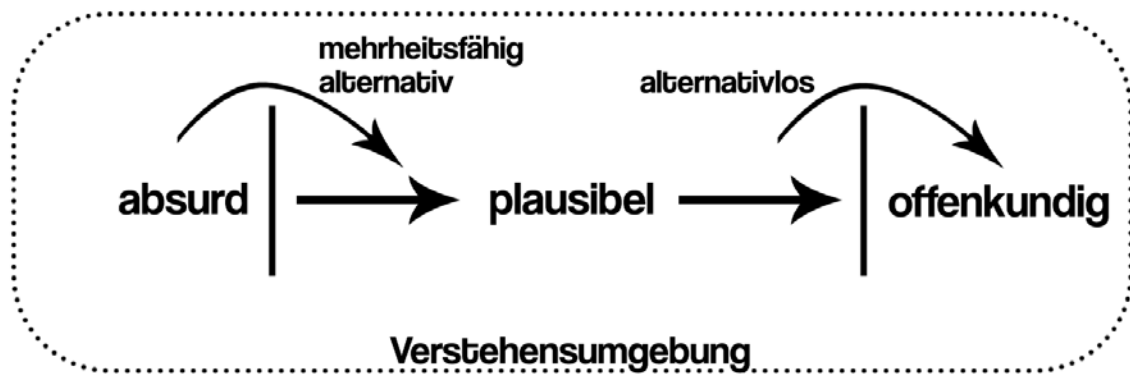 mehrheitsfähig
alternativ
alternativlos
absurd
plausibel
offenkundig
Verstehensumgebung